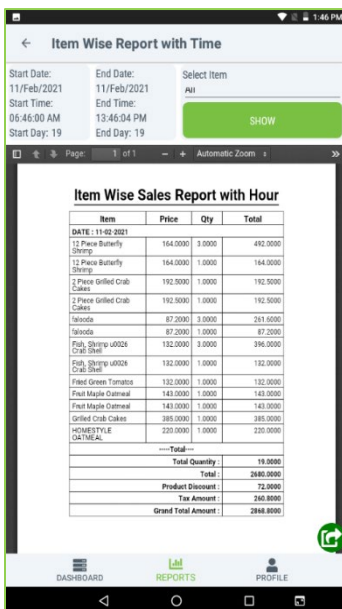 1:46 PM
Item Wise Report with Time
Start Date: End Date: Select Item
11/Feb/2021 11/Feb/2021 All
Start Time: End Time:
06:46:00 AM 13:46:04 PM SHOW
Start Day: 19 End Day: 19
Page: 1 of 1 − + Automatic Zoom
Item Wise Sales Report with Hour
Item Price Qty Total
DATE : 11-02-2021
12 Piece Butterfly 164.0000 3.0000 492.0000
Shrimp
12 Piece Butterfly 164.0000 1.0000 164.0000
Shrimp
2 Piece Grilled Crab 192.5000 1.0000 192.5000
Cakes
2 Piece Grilled Crab 192.5000 1.0000 192.5000
Cakes
falooda 87.2000 3.0000 261.6000
falooda 87.2000 1.0000 87.2000
Fish, Shrimp u0026 132.0000 3.0000 396.0000
Crab Shell
Fish, Shrimp u0026 132.0000 1.0000 132.0000
Crab Shell
Fried Green Tomatos 132.0000 1.0000 132.0000
Fruit Maple Oatmeal 143.0000 1.0000 143.0000
Fruit Maple Oatmeal 143.0000 1.0000 143.0000
Grilled Crab Cakes 385.0000 1.0000 385.0000
HOMESTYLE 220.0000 1.0000 220.0000
OATMEAL
-----Total----
Total Quantity : 19.0000
Total : 2680.0000
Product Discount : 72.0000
Tax Amount : 260.8000
Grand Total Amount : 2868.8000
DASHBOARD REPORTS PROFILE